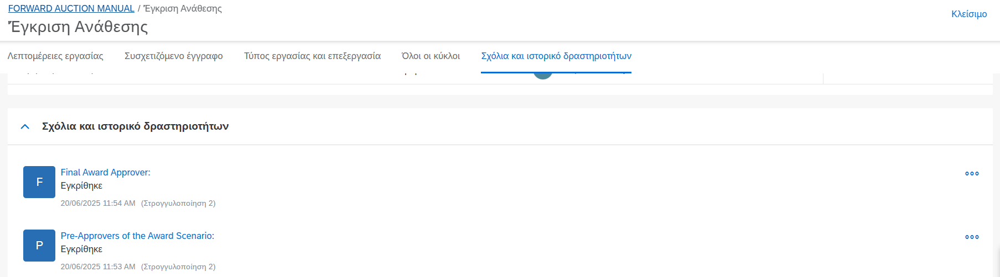 FORWARD AUCTION MANUAL / Έγκριση Ανάθεσης
Κλείσιμο
Έγκριση Ανάθεσης
Λεπτομέρειες εργασίας Συσχετιζόμενο έγγραφο Τύπος εργασίας και επεξεργασία Όλοι οι κύκλοι Σχόλια και ιστορικό δραστηριοτήτων
Σχόλια και ιστορικό δραστηριοτήτων
F
Final Award Approver:
Εγκρίθηκε
20/06/2025 11:54 AM (Στρογγυλοποίηση 2)
P
Pre-Approvers of the Award Scenario:
Εγκρίθηκε
20/06/2025 11:53 AM (Στρογγυλοποίηση 2)